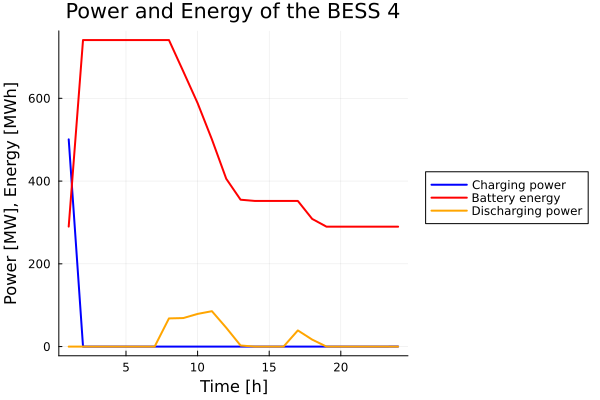 Power and Energy of the BESS 4
Power [MW], Energy [MWh]
600
400
200
0
5
10
15
20
Time [h]
Charging power
Battery energy
Discharging power